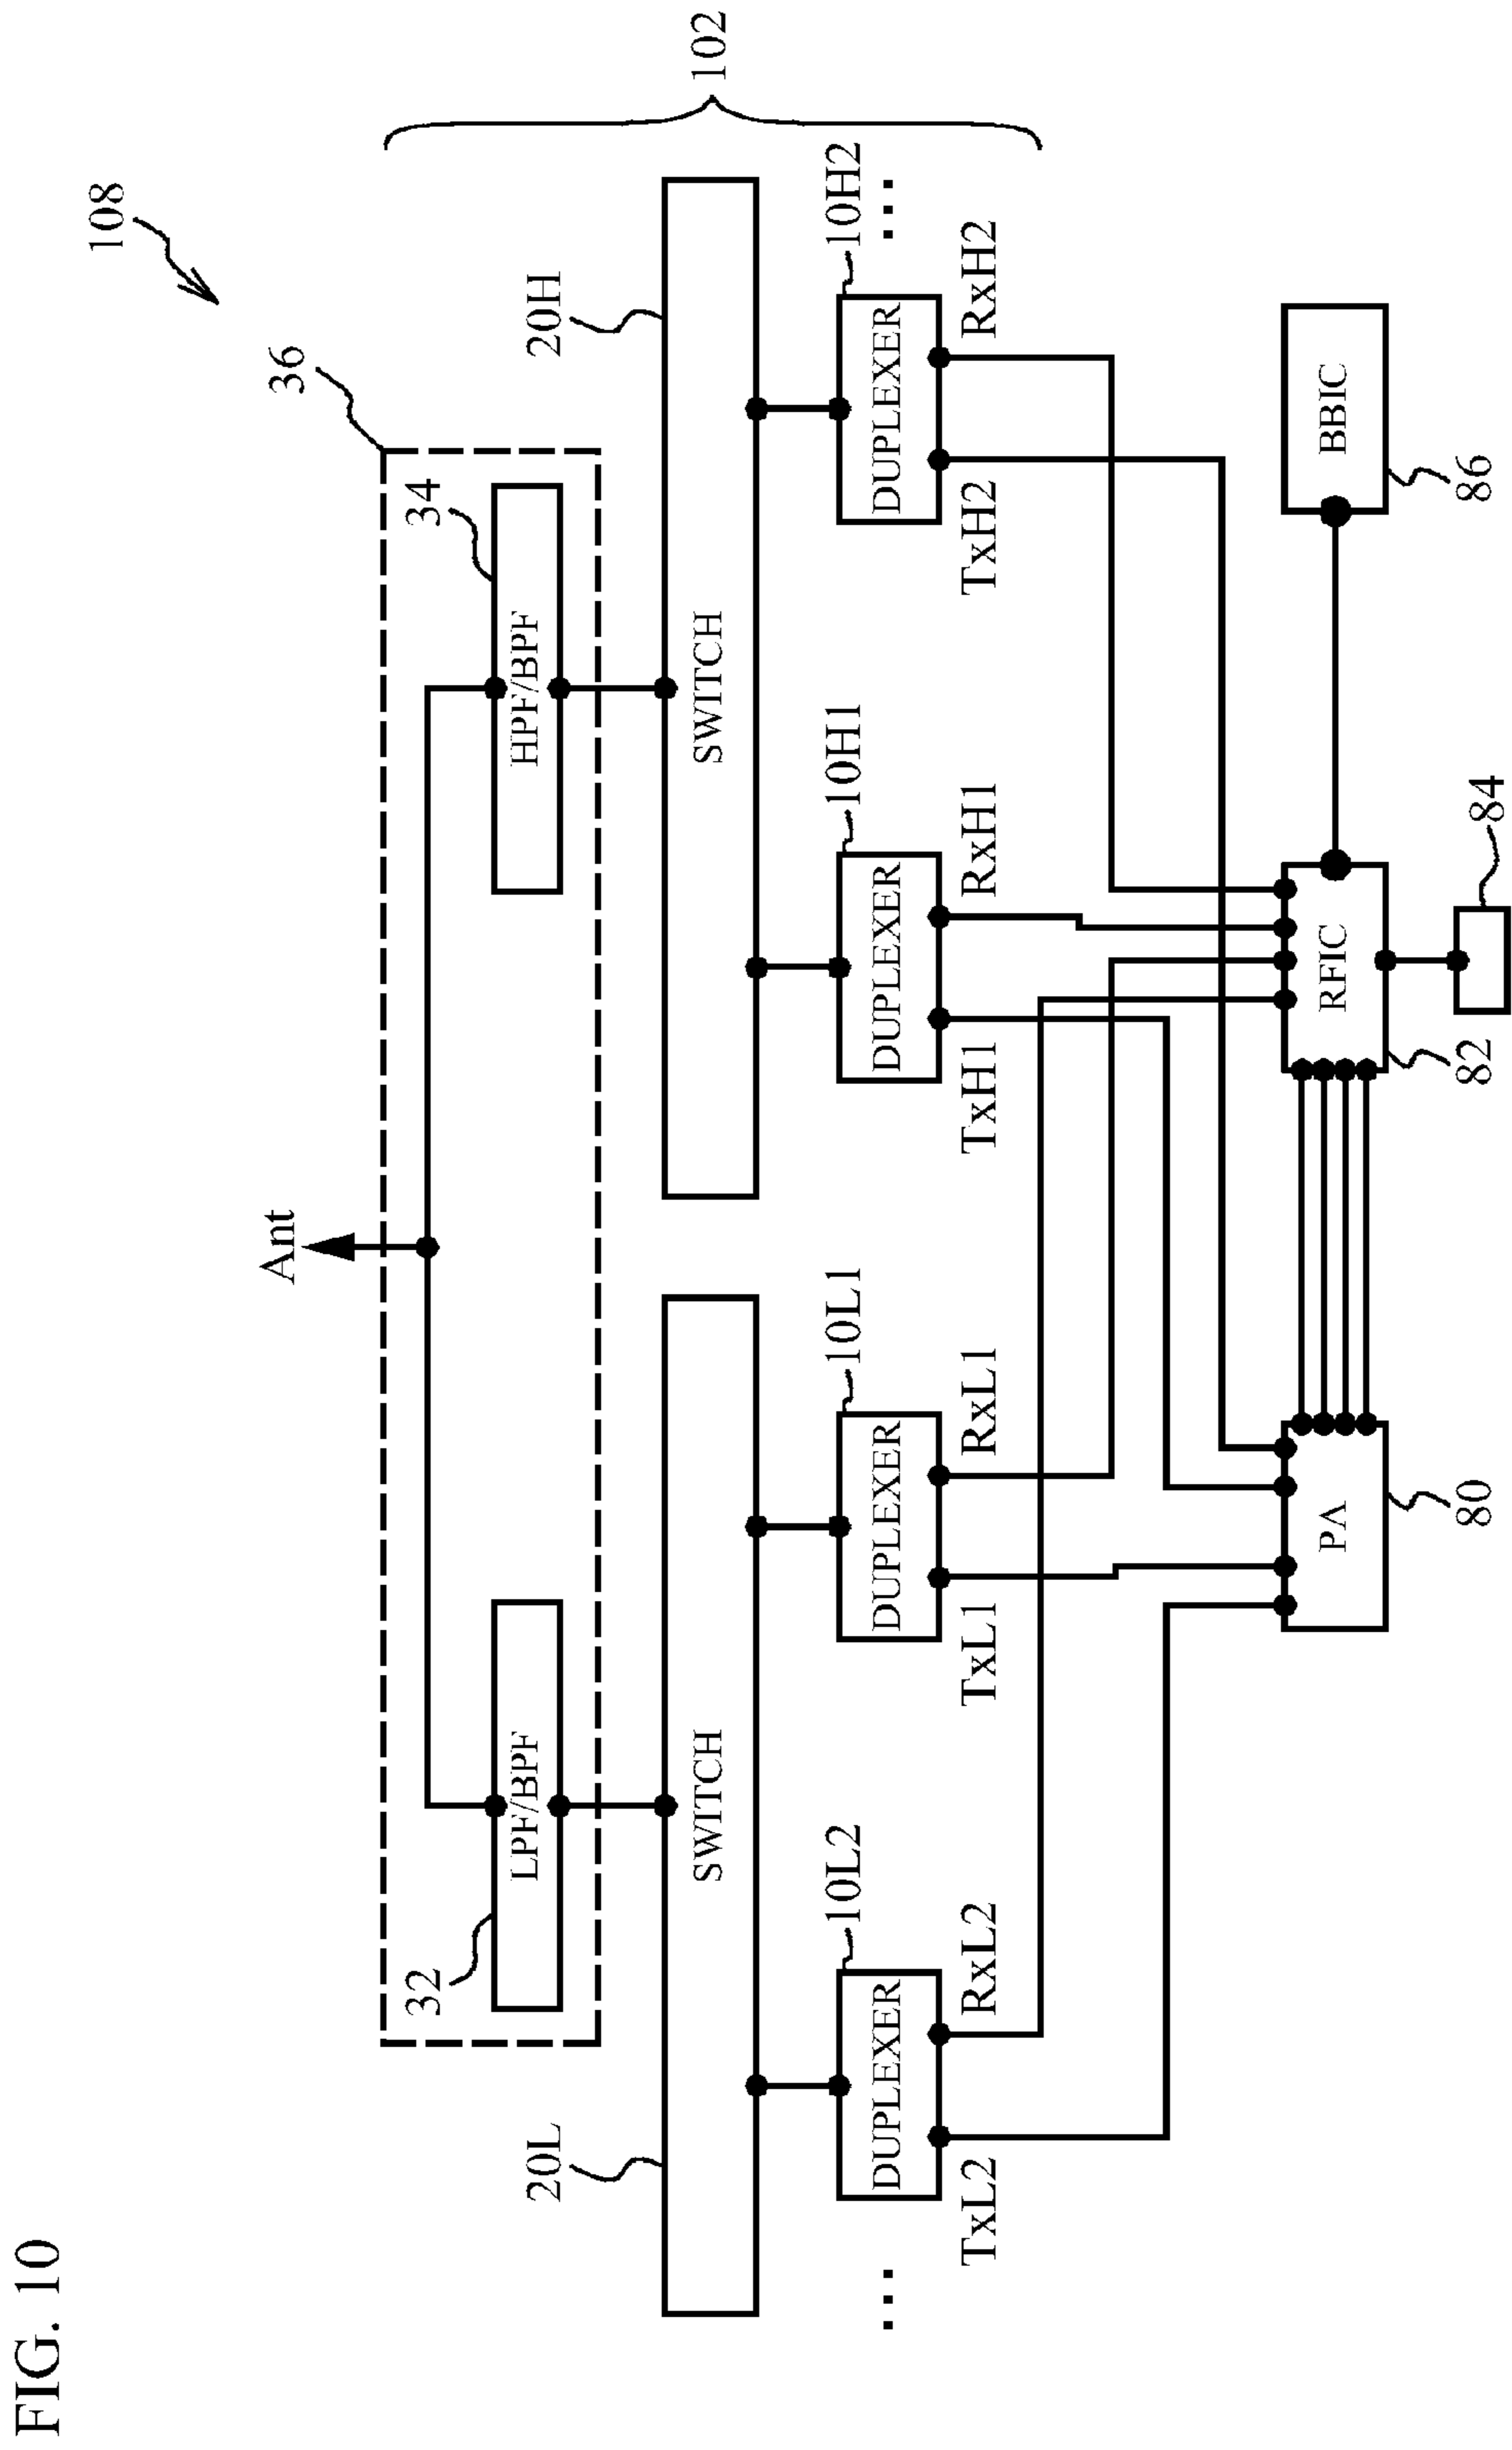 FIG. 10
108
Ant
36
32
LPF/BPF
34
HPF/BPF
102
20L
SWITCH
20H
SWITCH
10L2
10L1
10H1
10H2
...
DUPLEXER
DUPLEXER
DUPLEXER
DUPLEXER
...
TxL2
RxL2
TxL1
RxL1
TxH1
RxH1
TxH2
RxH2
PA
RFIC
BBIC
80
82
84
86